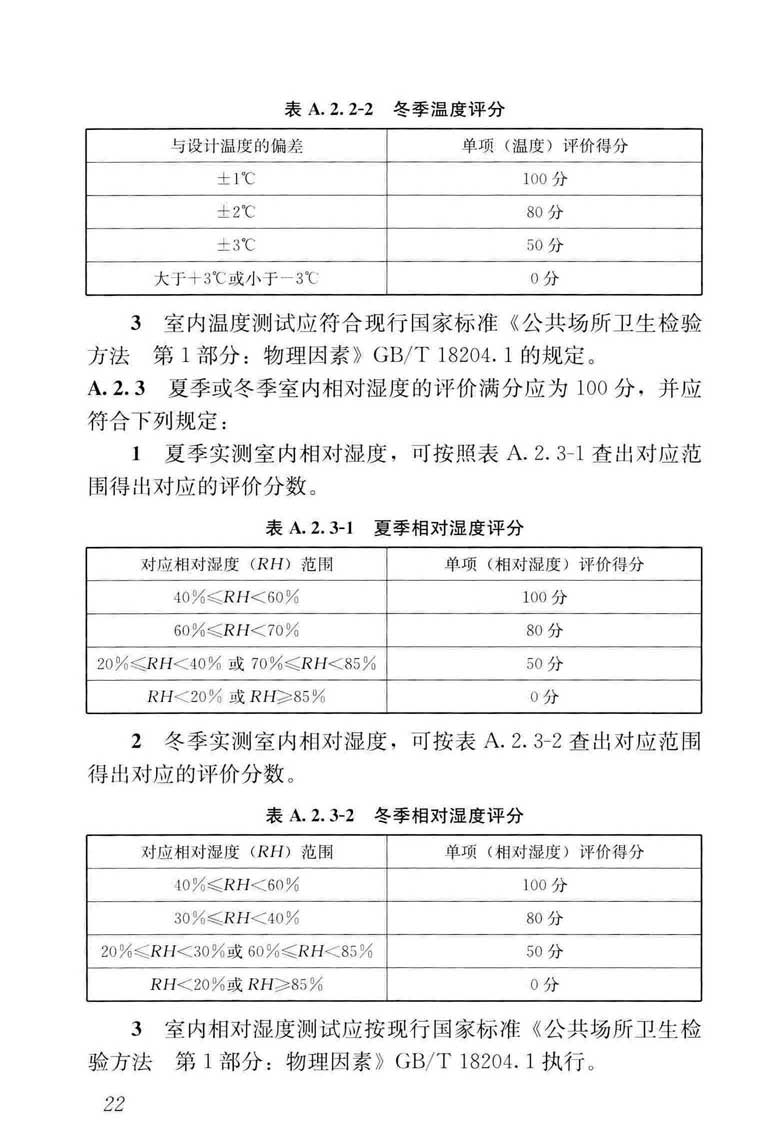 表 A.2.2-2 冬季温度评分
与设计温度的偏差 单项（温度）评价得分
±1℃ 100 分
±2℃ 80 分
±3℃ 50 分
大于＋3℃或小于－3℃ 0 分
3 室内温度测试应符合现行国家标准《公共场所卫生检验
方法 第 1 部分：物理因素》GB/T 18204.1 的规定。
A.2.3 夏季或冬季室内相对湿度的评价满分应为 100 分，并应
符合下列规定：
1 夏季实测室内相对湿度，可按照表 A.2.3-1 查出对应范
围得出对应的评价分数。
表 A.2.3-1 夏季相对湿度评分
对应相对湿度（RH）范围 单项（相对湿度）评价得分
40%≤RH<60% 100 分
60%≤RH<70% 80 分
20%≤RH<40% 或 70%≤RH<85% 50 分
RH<20% 或 RH≥85% 0 分
2 冬季实测室内相对湿度，可按表 A.2.3-2 查出对应范围
得出对应的评价分数。
表 A.2.3-2 冬季相对湿度评分
对应相对湿度（RH）范围 单项（相对湿度）评价得分
40%≤RH<60% 100 分
30%≤RH<40% 80 分
20%≤RH<30%或 60%≤RH<85% 50 分
RH<20%或 RH≥85% 0 分
3 室内相对湿度测试应按现行国家标准《公共场所卫生检
验方法 第 1 部分：物理因素》GB/T 18204.1 执行。
22